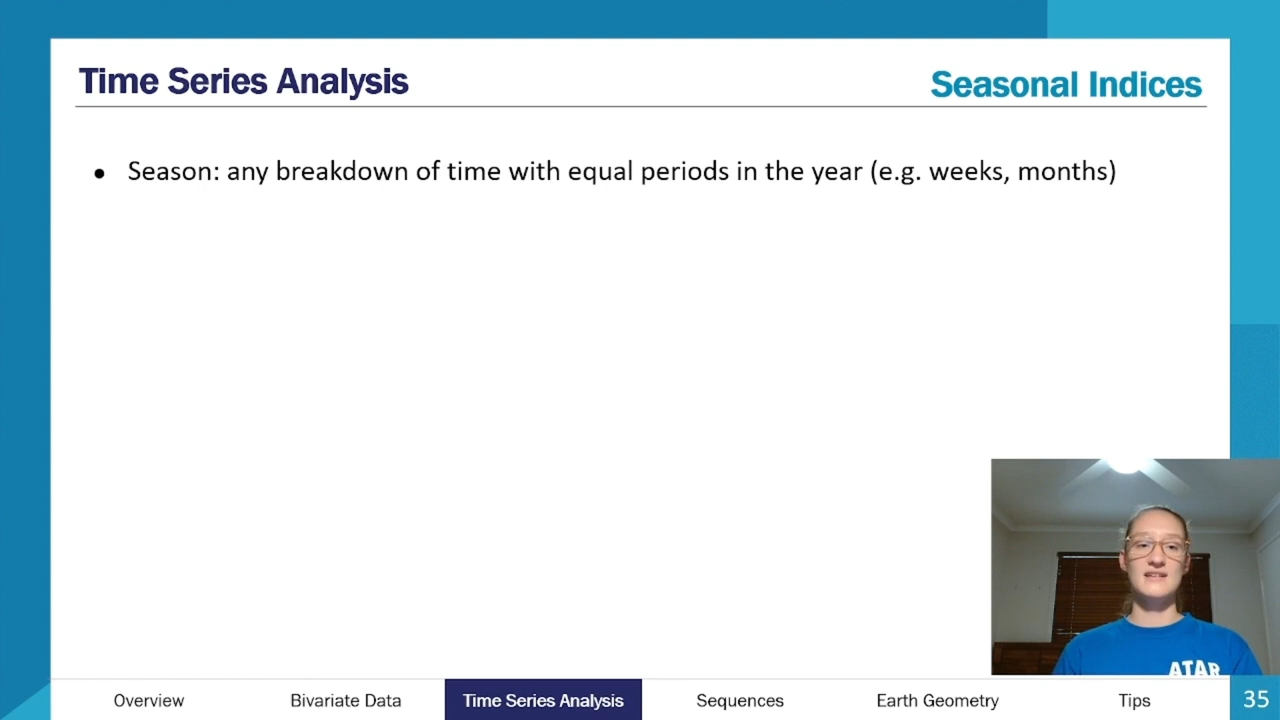 Time Series Analysis
Seasonal Indices
• Season: any breakdown of time with equal periods in the year (e.g. weeks, months)
ATAR
Overview
Bivariate Data
Time Series Analysis
Sequences
Earth Geometry
Tips
35